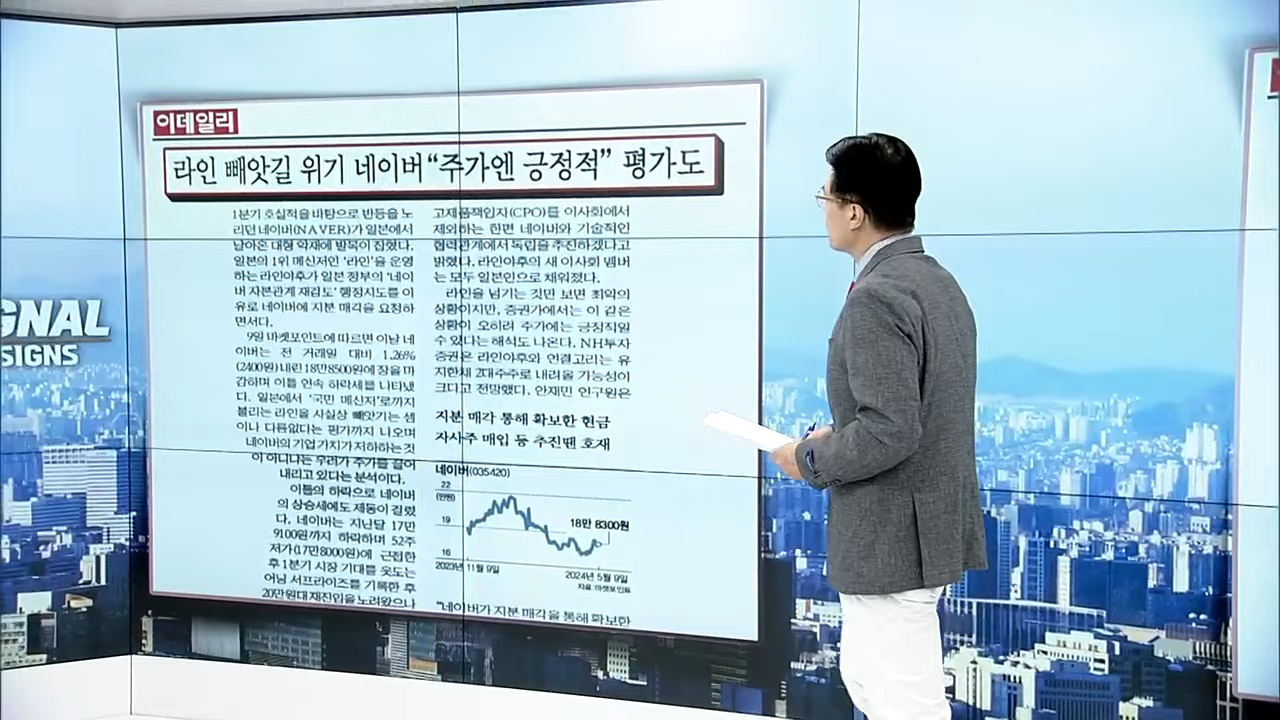 이데일리
라인 빼앗길 위기 네이버 “주가엔 긍정적” 평가도
1분기 호실적을 바탕으로 반등을 노
리던 네이버(NAVER)가 일본에서
날아온 대형 악재에 발목이 잡혔다.
일본의 1위 메신저인 ‘라인’을 운영
하는 라인야후가 일본 정부의 ‘네이
버 자본관계 재검토’ 행정지도를 이
유로 네이버에 지분 매각을 요청하
면서다.
9일 마켓포인트에 따르면 이날 네
이버는 전 거래일 대비 1.26%
(2400원) 내린 18만8500원에 장을 마
감하며 이틀 연속 하락세를 나타냈
다. 일본에서 ‘국민 메신저’로까지
불리는 라인을 사실상 빼앗기는 셈
이나 다름없다는 평가까지 나오며
네이버의 기업가치가 저하하는 것
이 아니냐는 우려가 주가를 끌어
내리고 있다는 분석이다.
이틀의 하락으로 네이버
의 상승세에도 제동이 걸렸
다. 네이버는 지난달 17만
9100원까지 하락하며 52주
저가(17만8000원)에 근접한
후 1분기 시장 기대를 웃도는
어닝 서프라이즈를 기록한 후
20만원대 재진입을 노려왔으나
고제품책임자(CPO)를 이사회에서
제외하는 한편 네이버와 기술적인
협력관계에서 독립을 추진하겠다고
밝혔다. 라인야후의 새 이사회 멤버
는 모두 일본인으로 채워졌다.
라인을 넘기는 것만 보면 최악의
상황이지만, 증권가에서는 이 같은
상황이 오히려 주가에는 긍정적일
수 있다는 해석도 나온다. NH투자
증권은 라인야후와 연결고리는 유
지한채 2대주주로 내려올 가능성이
크다고 전망했다. 안재민 연구원은
지분 매각 통해 확보한 현금
자사주 매입 등 추진땐 호재
네이버(035420)
22
(만원)
19
16
18만 8300원
2023년 11월 9일
2024년 5월 9일
자료: 마켓포인트
“네이버가 지분 매각을 통해 확보한
GNAL
SIGNS